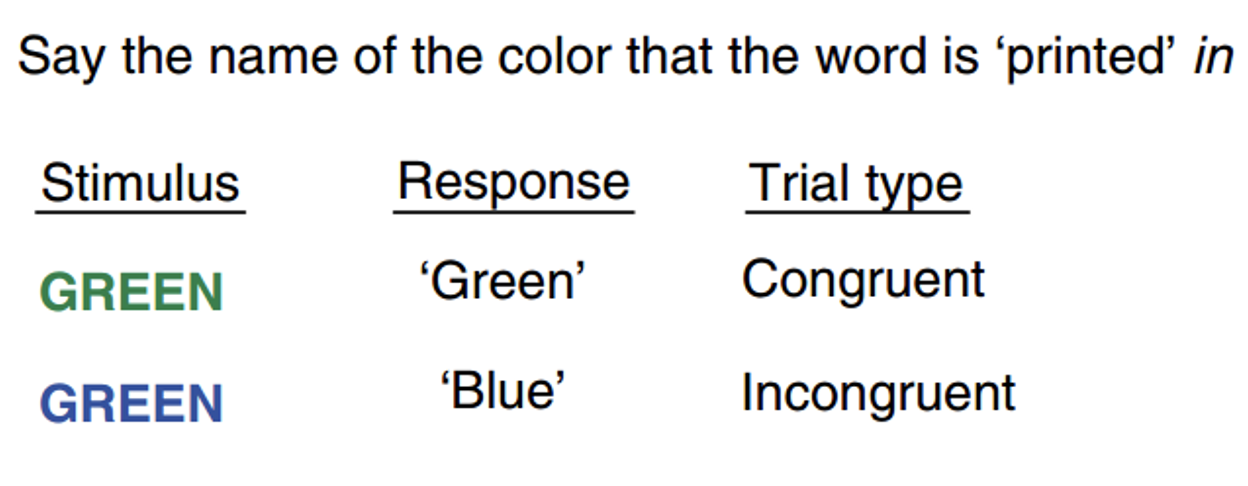 Say the name of the color that the word is ‘printed’ in
Stimulus Response Trial type
GREEN ‘Green’ Congruent
GREEN ‘Blue’ Incongruent